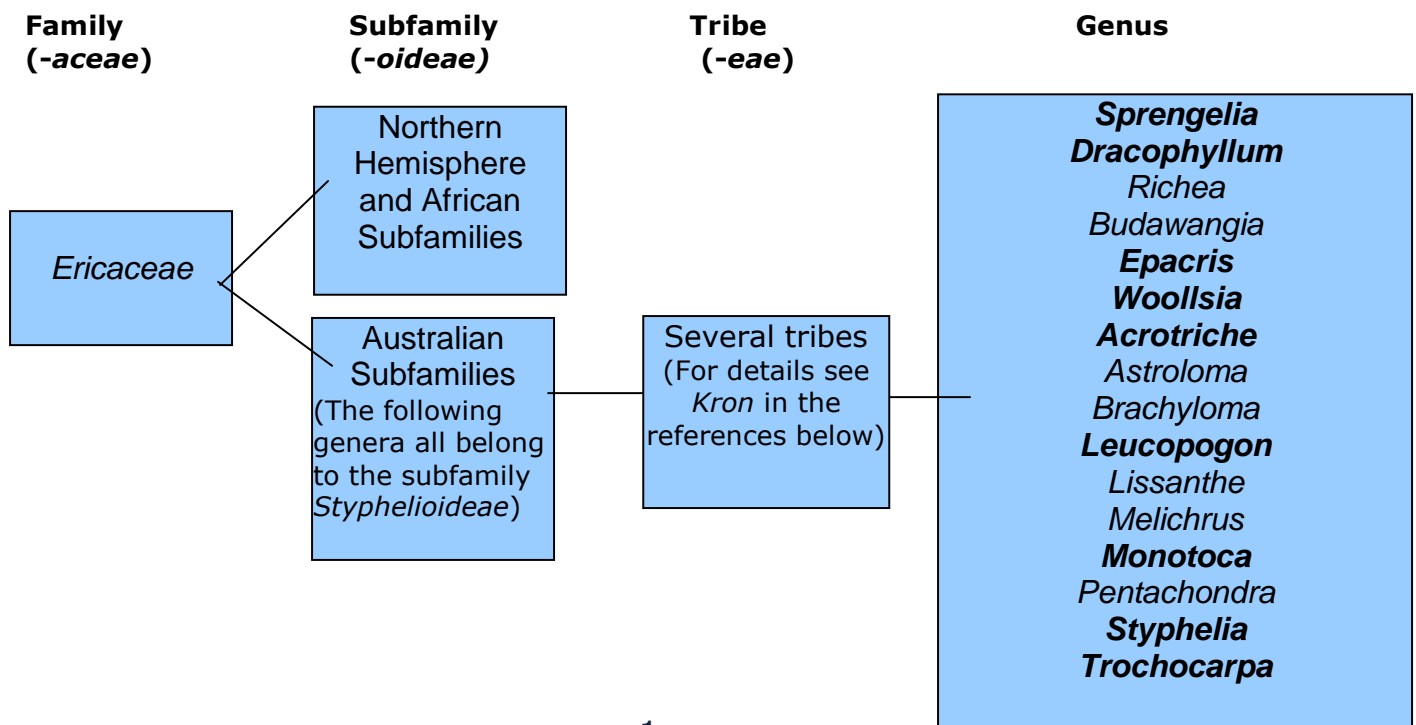 Family
(-aceae)
Subfamily
(-oideae)
Tribe
(-eae)
Genus
Ericaceae
Northern
Hemisphere
and African
Subfamilies
Australian
Subfamilies
(The following
genera all belong
to the subfamily
Styphelioideae)
Several tribes
(For details see
Kron in the
references below)
Sprengelia
Dracophyllum
Richea
Budawangia
Epacris
Woollsia
Acrotriche
Astroloma
Brachyloma
Leucopogon
Lissanthe
Melichrus
Monotoca
Pentachondra
Styphelia
Trochocarpa